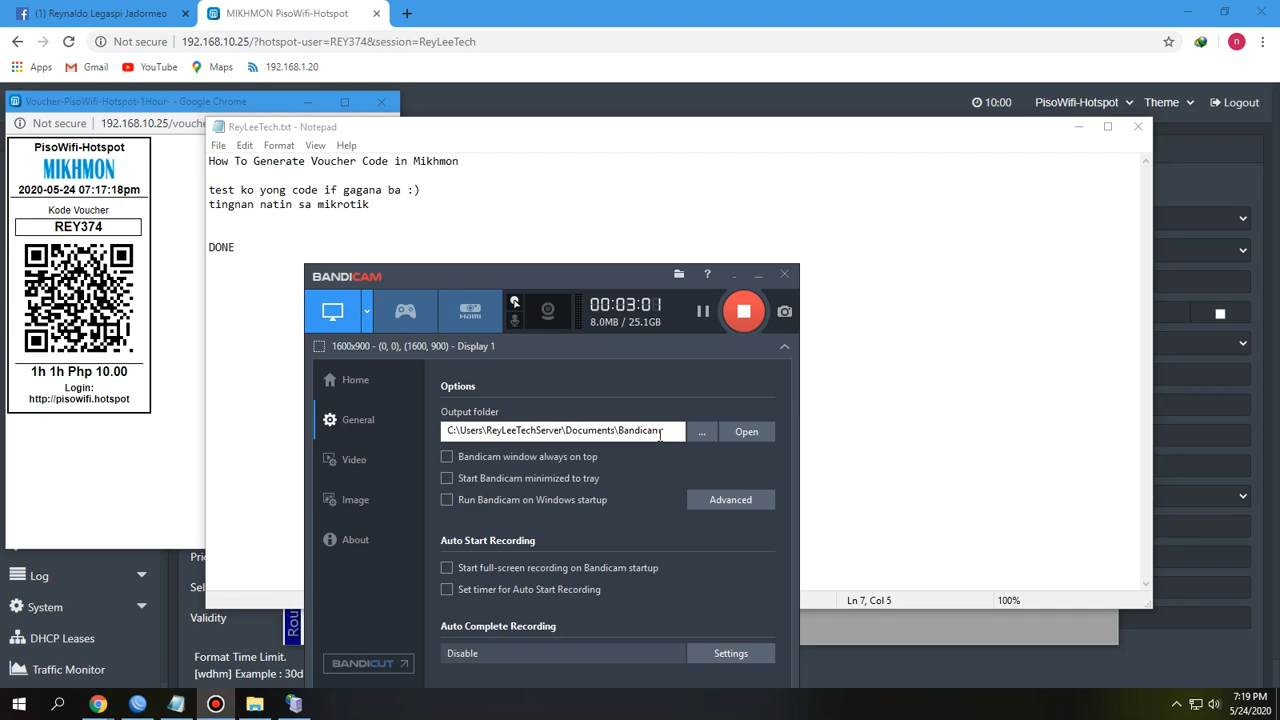 (1) Reynaldo Legaspi Jadormeo
MIKHMON PisoWifi-Hotspot
Not secure
192.168.10.25/?hotspot-user=REY374&session=ReyLeeTech
n
Apps
Gmail
YouTube
Maps
192.168.1.20
Voucher-PisoWifi-Hotspot-1Hour- - Google Chrome
Not secure
192.168.10.25/vouche
10:00
PisoWifi-Hotspot
Theme
Logout
PisoWifi-Hotspot
MIKHMON
2020-05-24 07:17:18pm
Kode Voucher
REY374
1h 1h Php 10.00
Login:
http://pisowifi.hotspot
ReyLeeTech.txt - Notepad
File
Edit
Format
View
Help
How To Generate Voucher Code in Mikhmon
test ko yong code if gagana ba :)
tingnan natin sa mikrotik
DONE
BANDICAM
?
HDMI
00:03:01
8.0MB / 25.1GB
1600x900 - (0, 0), (1600, 900) - Display 1
Home
General
Video
Image
About
BANDICUT
Options
Output folder
C:\Users\ReyLeeTechServer\Documents\Bandicam
...
Open
Bandicam window always on top
Start Bandicam minimized to tray
Run Bandicam on Windows startup
Advanced
Auto Start Recording
Start full-screen recording on Bandicam startup
Set timer for Auto Start Recording
Auto Complete Recording
Disable
Settings
Ln 7, Col 5
100%
Log
System
DHCP Leases
Traffic Monitor
Pri
Sel
Validity
Rou
Format Time Limit.
[wdhm] Example : 30d
7:19 PM
5/24/2020